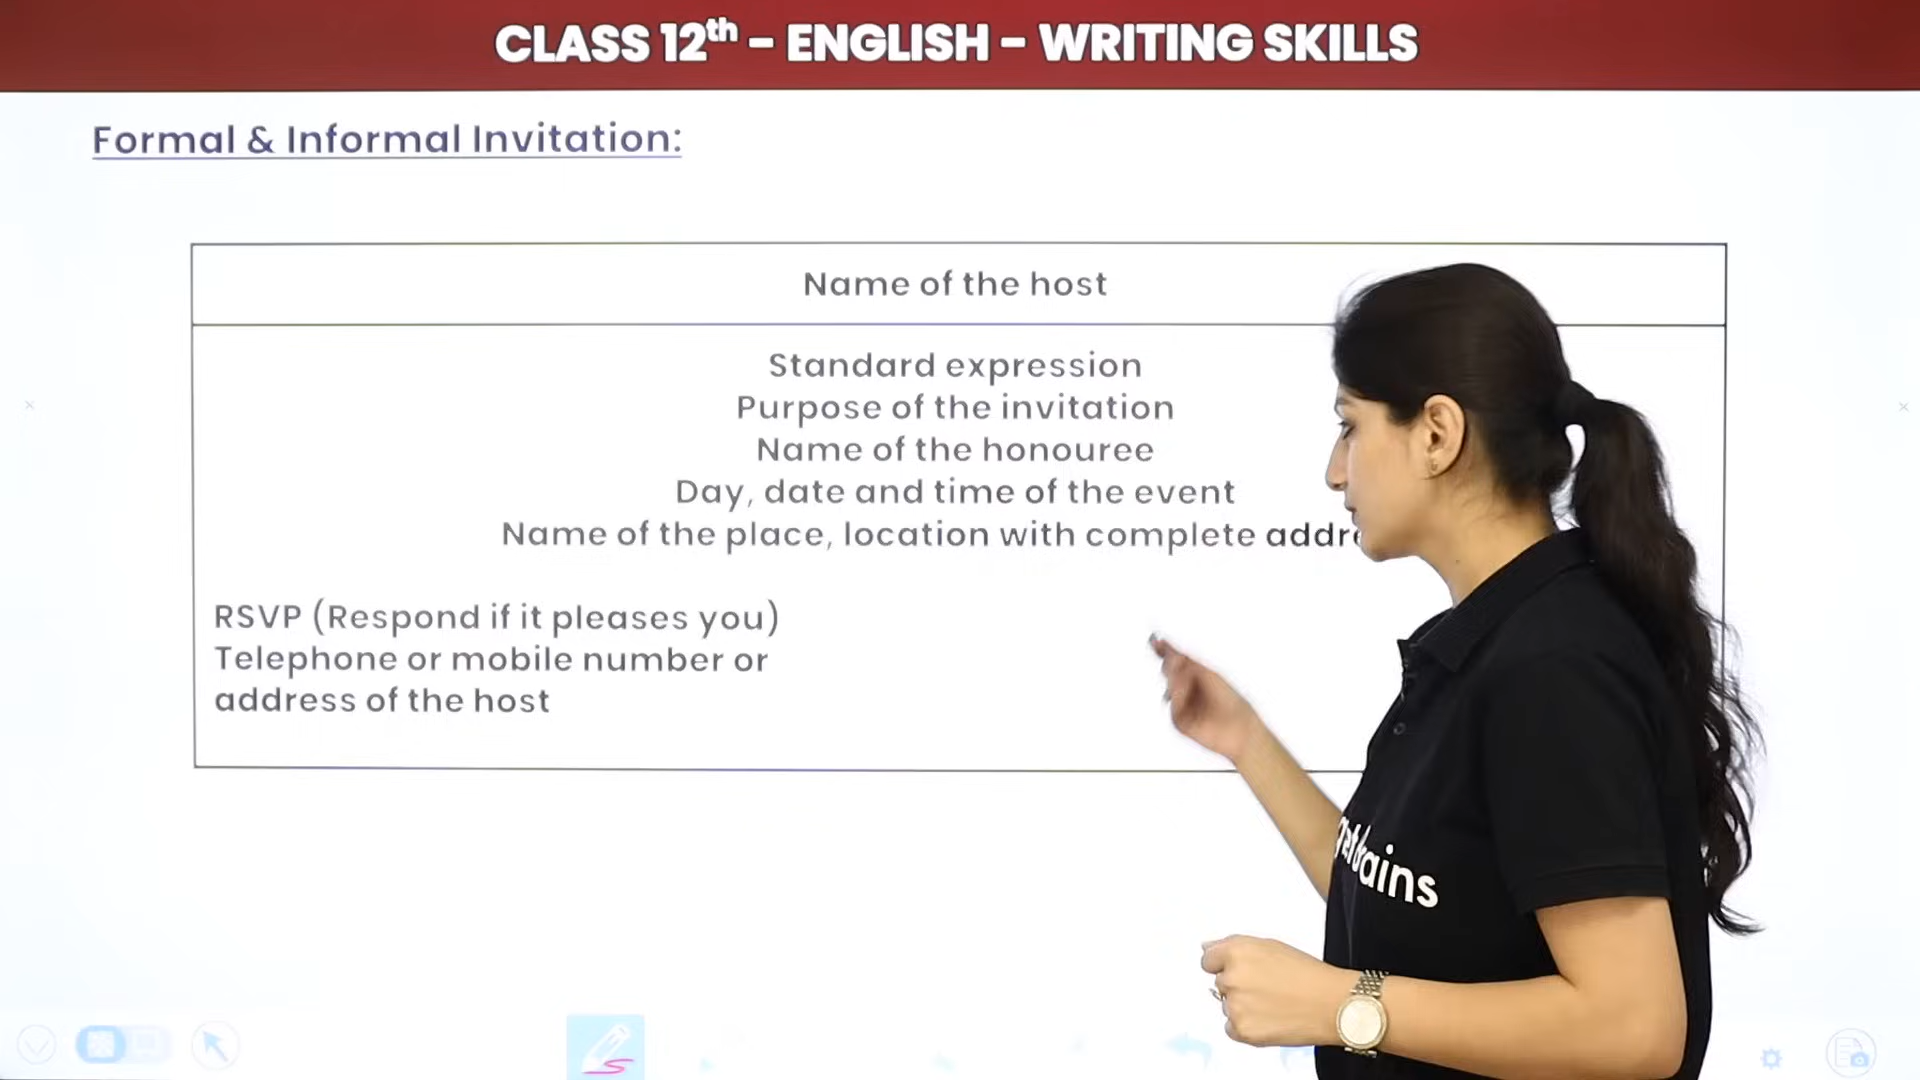 CLASS 12th - ENGLISH - WRITING SKILLS
Formal & Informal Invitation:
Name of the host
Standard expression
Purpose of the invitation
Name of the honouree
Day, date and time of the event
Name of the place, location with complete
RSVP (Respond if it pleases you)
Telephone or mobile number or
address of the host